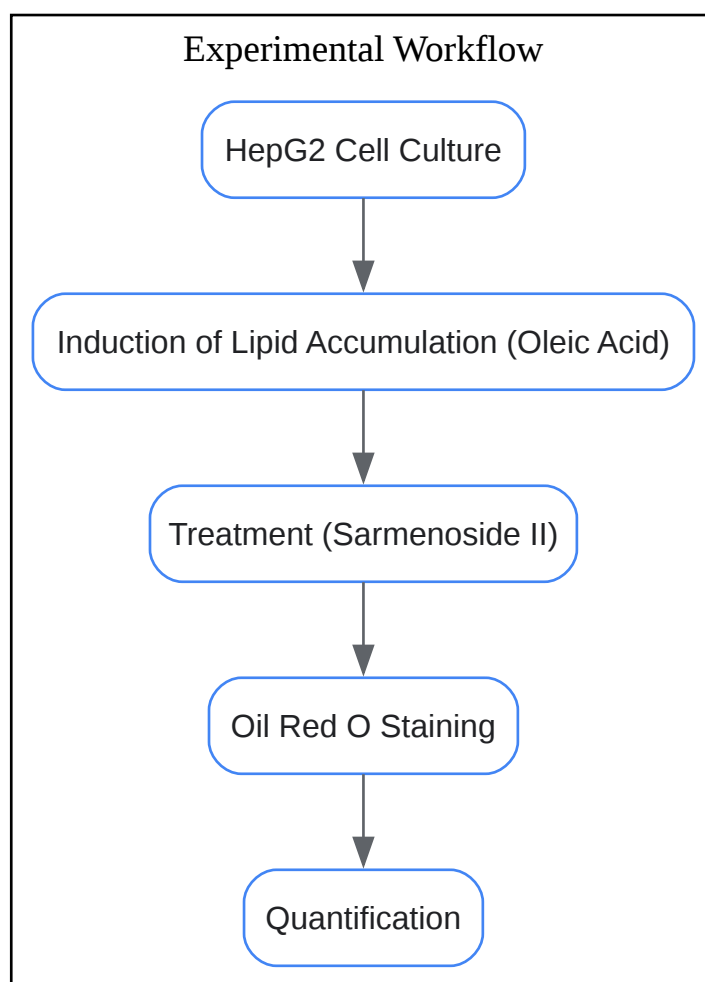 Experimental Workflow
HepG2 Cell Culture
Induction of Lipid Accumulation (Oleic Acid)
Treatment (Sarmenoside II)
Oil Red O Staining
Quantification